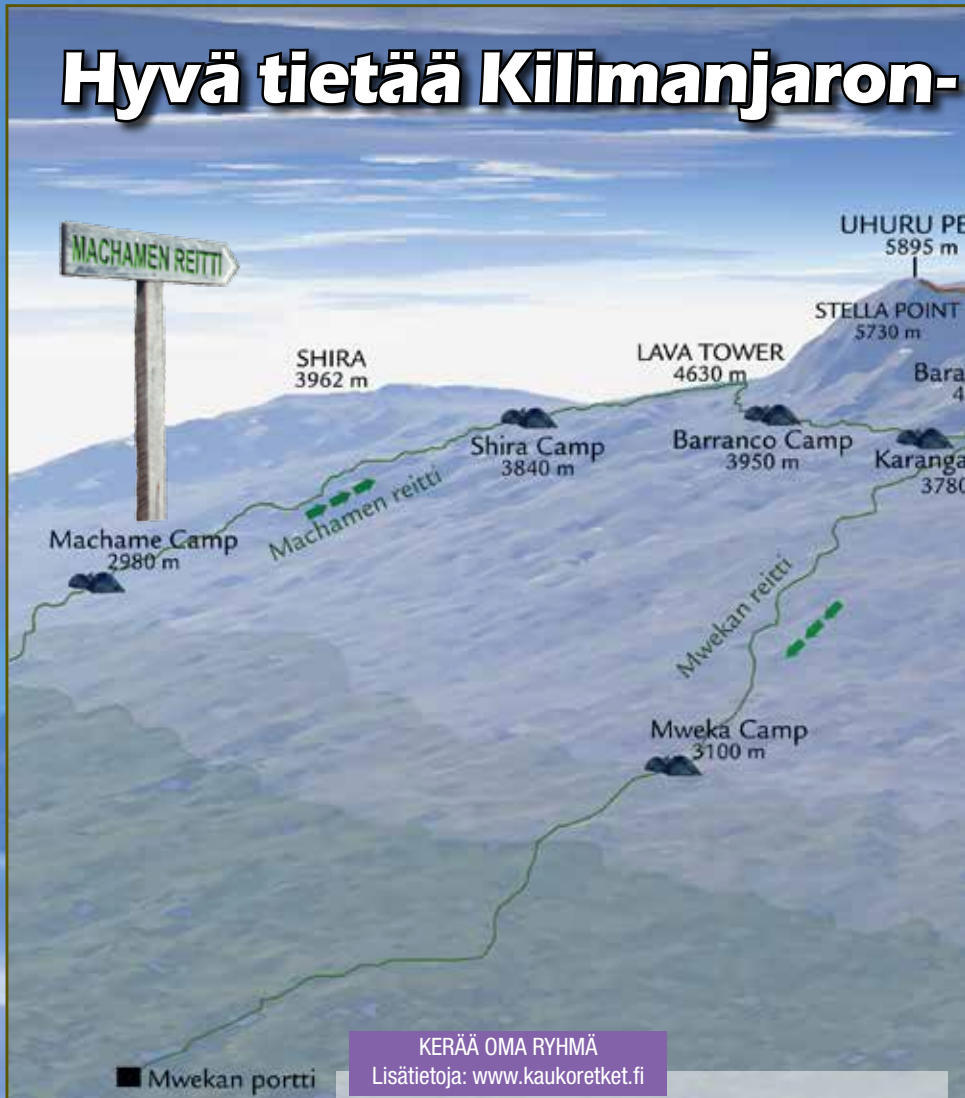 Hyvä tietää Kilimanjaron-
MACHAMEN REITTI
UHURU
5895 m
STELLA POINT
5730 m
SHIRA
3962 m
LAVA TOWER
4630 m
Shira Camp
3840 m
Barranco Camp
3950 m
Machame Camp
2980 m
Machamen reitti
Mwekan reitti
Mweka Camp
3100 m
Mwekan portti
KERÄÄ OMA RYHMÄ
Lisätietoja: www.kaukoretket.fi